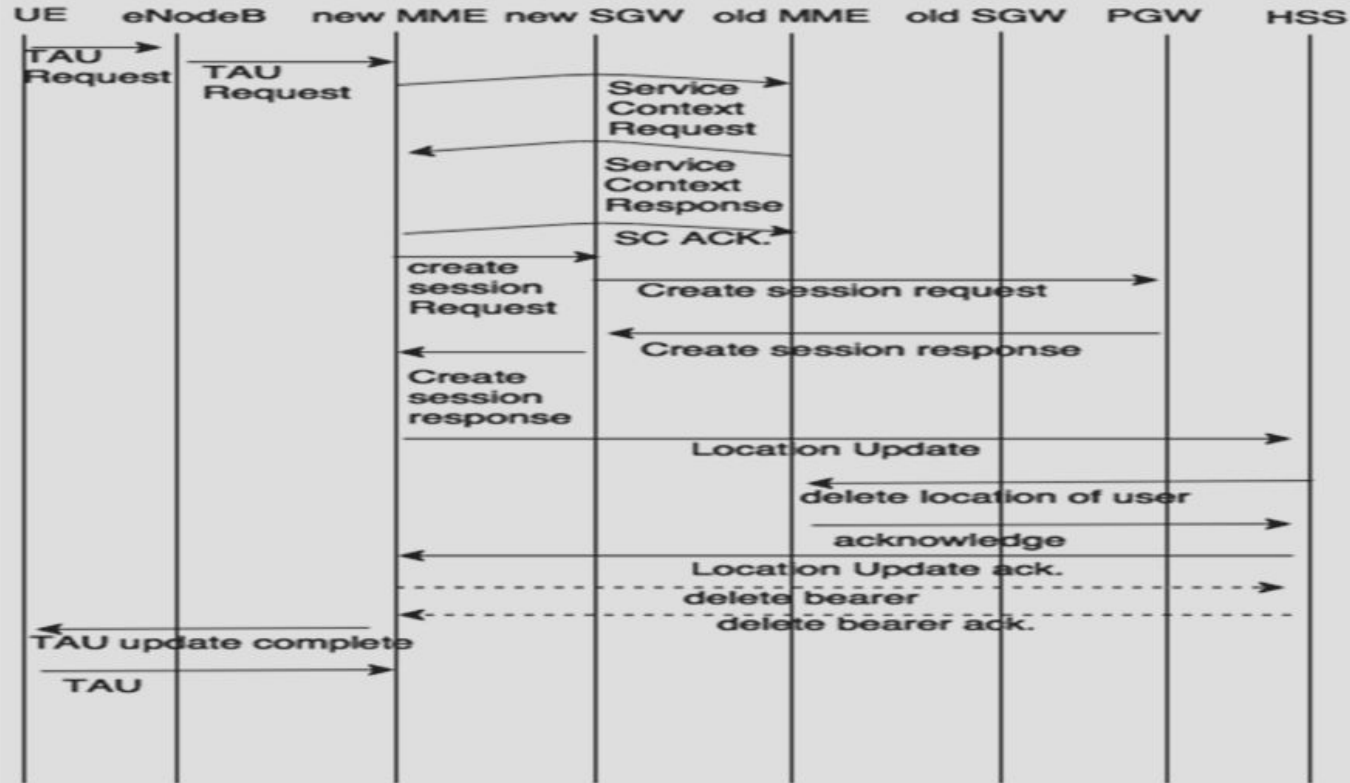 UE eNodeB new MME new SGW old MME old SGW PGW HSS
TAU
Request
TAU
Request
Service
Context
Request
Service
Context
Response
SC ACK.
create
session
Request
Create session request
Create session response
Create
session
response
Location Update
delete location of user
acknowledge
Location Update ack.
delete bearer
delete bearer ack.
TAU update complete
TAU